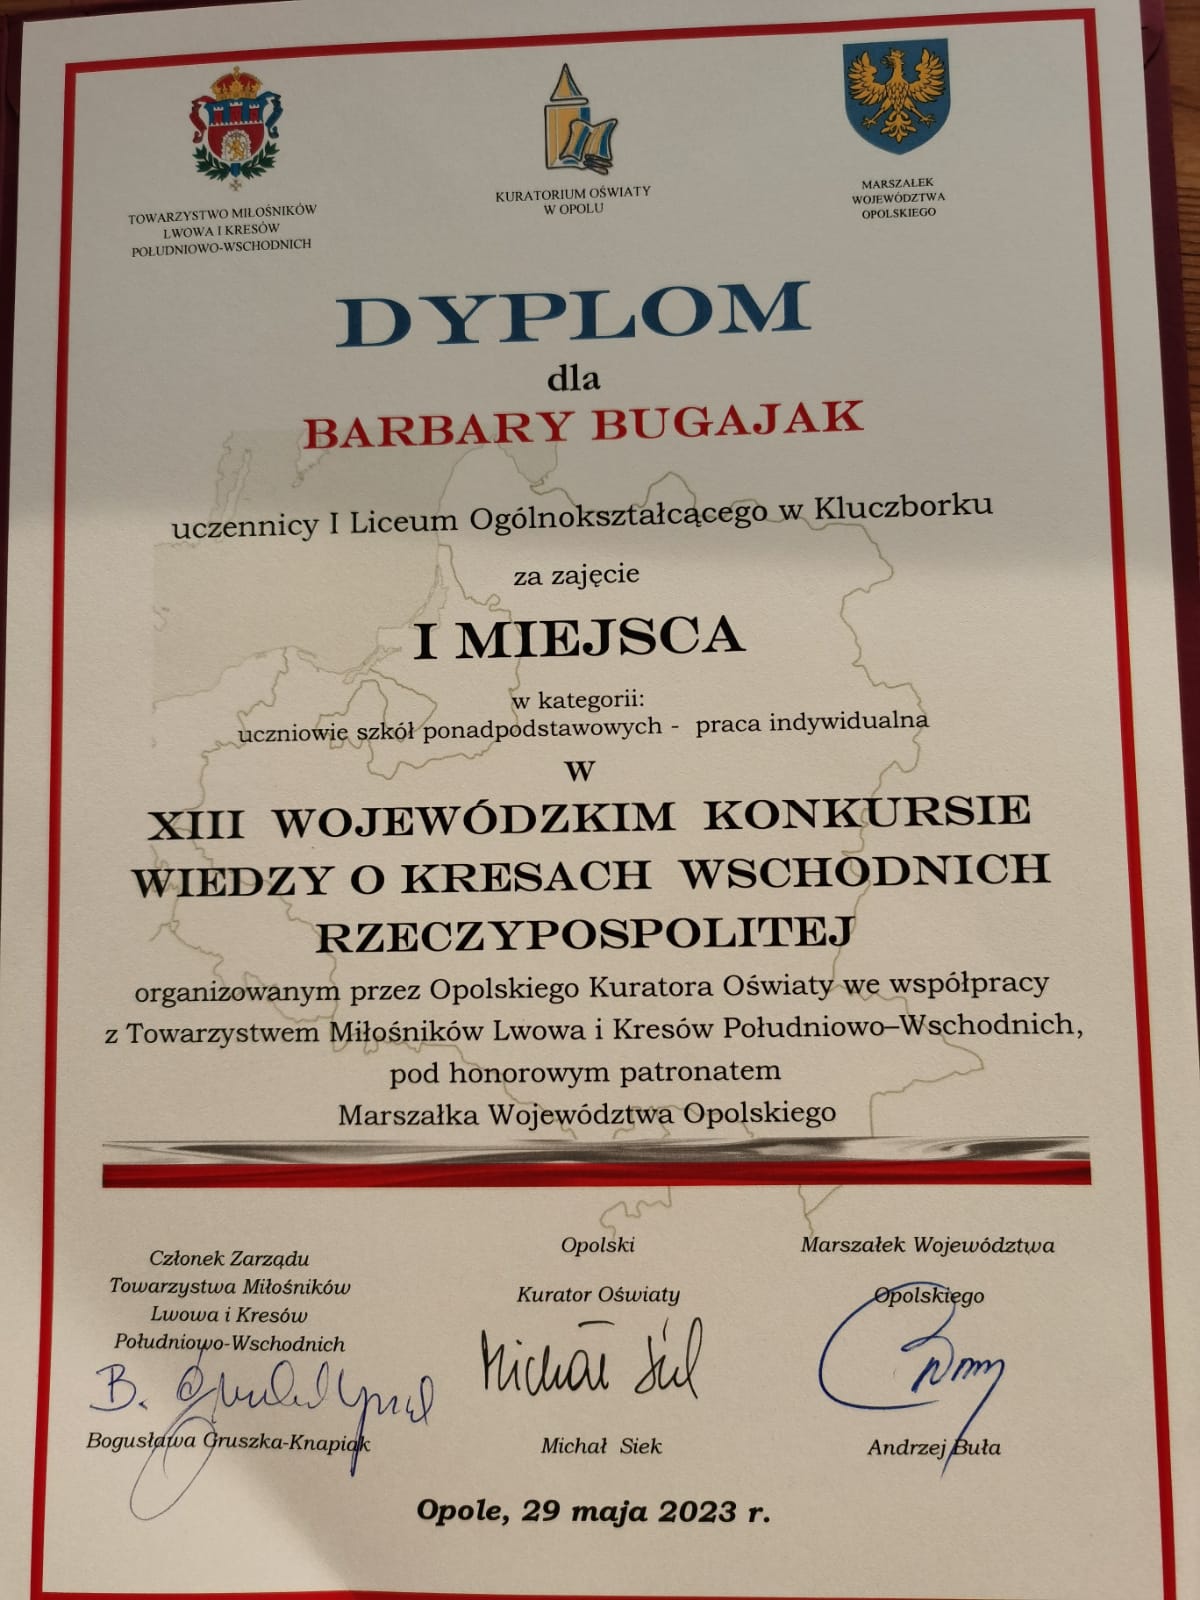 TOWARZYSTWO MIŁOŚNIKÓW
LWOWA I KRESÓW
POŁUDNIOWO-WSCHODNICH
KURATORIUM OŚWIATY
W OPOLU
MARSZAŁEK
WOJEWÓDZTWA
OPOLSKIEGO
DYPLOM
dla
BARBARY BUGAJAK
uczennicy I Liceum Ogólnokształcącego w Kluczborku
za zajęcie
I MIEJSCA
w kategorii:
uczniowie szkół ponadpodstawowych - praca indywidualna
w
XIII WOJEWÓDZKIM KONKURSIE
WIEDZY O KRESACH WSCHODNICH
RZECZYPOSPOLITEJ
organizowanym przez Opolskiego Kuratora Oświaty we współpracy
z Towarzystwem Miłośników Lwowa i Kresów Południowo–Wschodnich,
pod honorowym patronatem
Marszałka Województwa Opolskiego
Członek Zarządu
Towarzystwa Miłośników
Lwowa i Kresów
Południowo-Wschodnich
B.
Bogusława Gruszka-Knapiak
Opolski
Kurator Oświaty
Michał Siek
Michał Siek
Marszałek Województwa
Opolskiego
Andrzej Buła
Opole, 29 maja 2023 r.